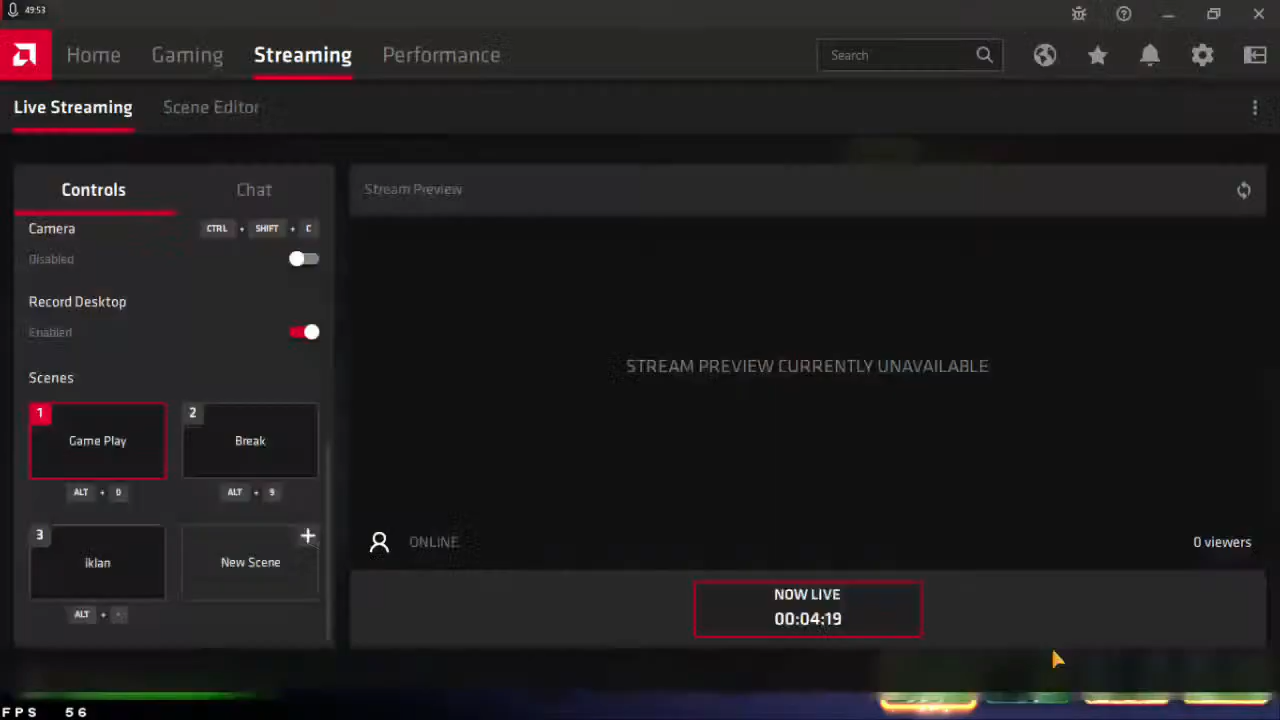 49:53
Home Gaming Streaming Performance Search
Live Streaming Scene Editor
Controls Chat
Stream Preview
Camera CTRL + SHIFT + C
Disabled
Record Desktop
Enabled
STREAM PREVIEW CURRENTLY UNAVAILABLE
Scenes
1 Game Play
2 Break
ALT + 0
ALT + 9
3 iklan
New Scene
ALT + -
ONLINE
0 viewers
NOW LIVE
00:04:19
FPS 56